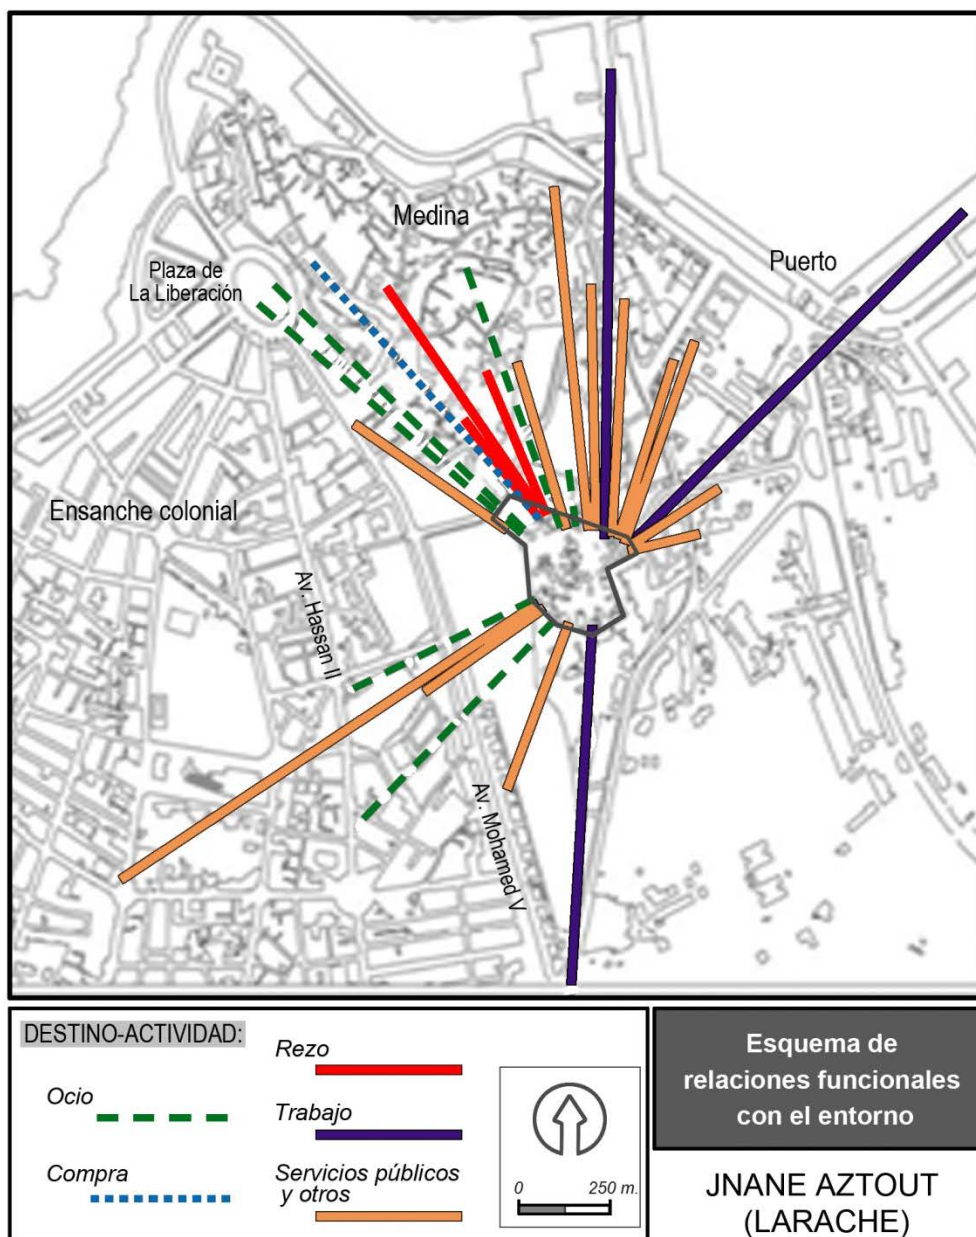 Medina
Puerto
Plaza de
La Liberación
Ensanche colonial
Av. Hassan II
Av. Mohamed V
DESTINO-ACTIVIDAD:
Ocio
Compra
Rezo
Trabajo
Servicios públicos
y otros
0 250 m.
Esquema de
relaciones funcionales
con el entorno
JNANE AZTOUT
(LARACHE)